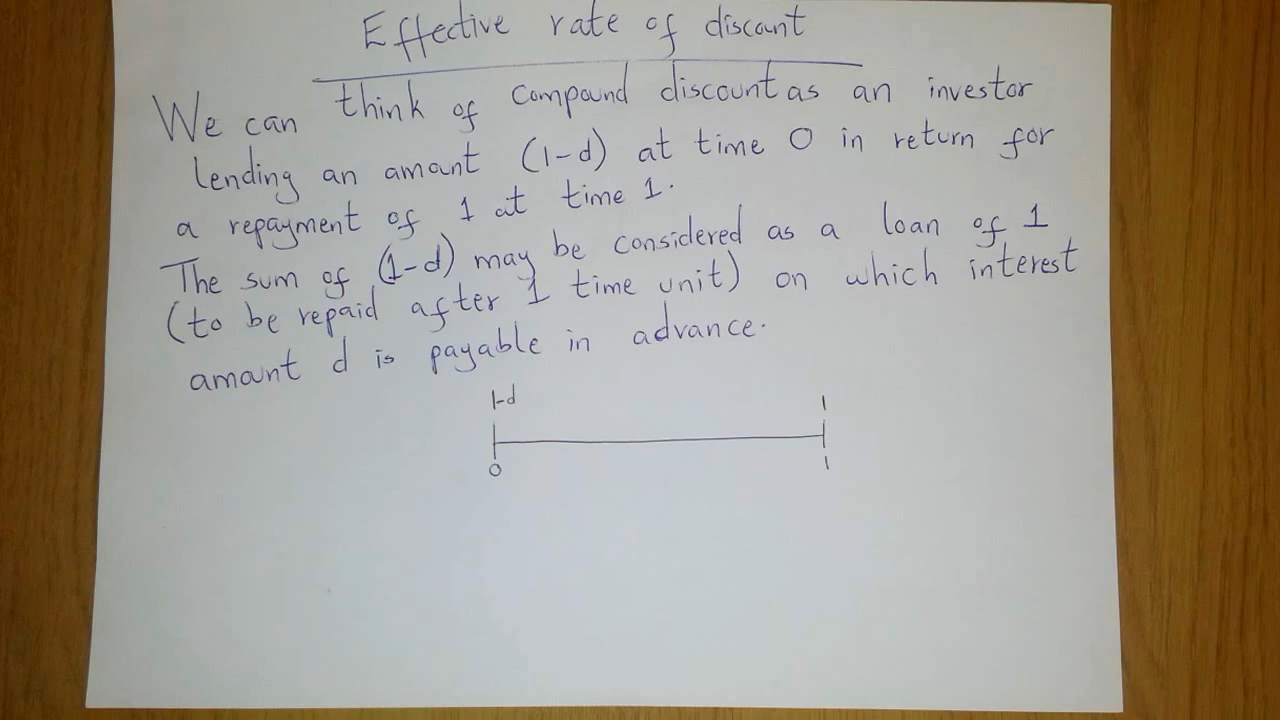 Effective rate of discount
We can think of compound discount as an investor
lending an amount (1-d) at time 0 in return for
a repayment of 1 at time 1.
The sum of (1-d) may be considered as a loan of 1
(to be repaid after 1 time unit) on which interest
amount d is payable in advance.
1-d 1
0 1